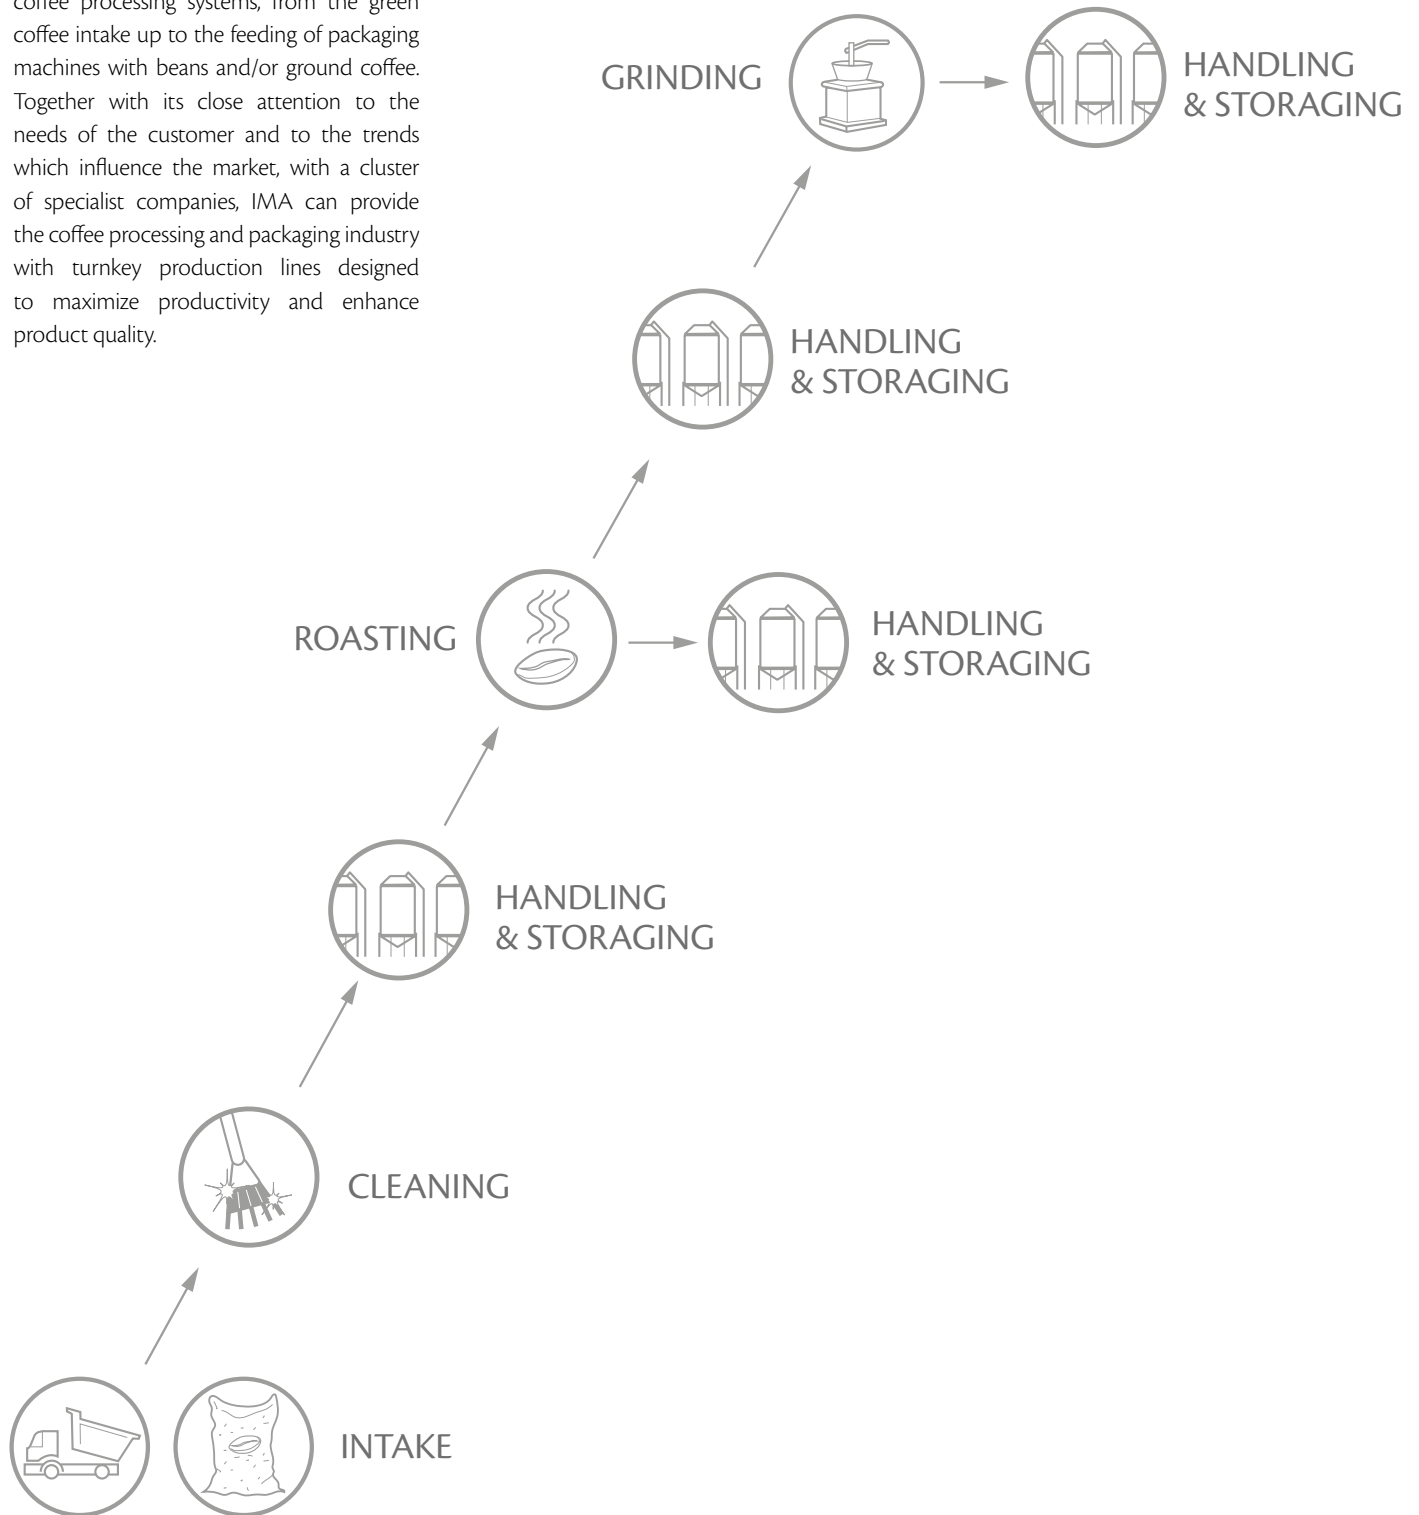 coffee processing systems, from the green
coffee intake up to the feeding of packaging
machines with beans and/or ground coffee.
Together with its close attention to the
needs of the customer and to the trends
which influence the market, with a cluster
of specialist companies, IMA can provide
the coffee processing and packaging industry
with turnkey production lines designed
to maximize productivity and enhance
product quality.
GRINDING
HANDLING
& STORAGING
HANDLING
& STORAGING
ROASTING
HANDLING
& STORAGING
HANDLING
& STORAGING
CLEANING
INTAKE